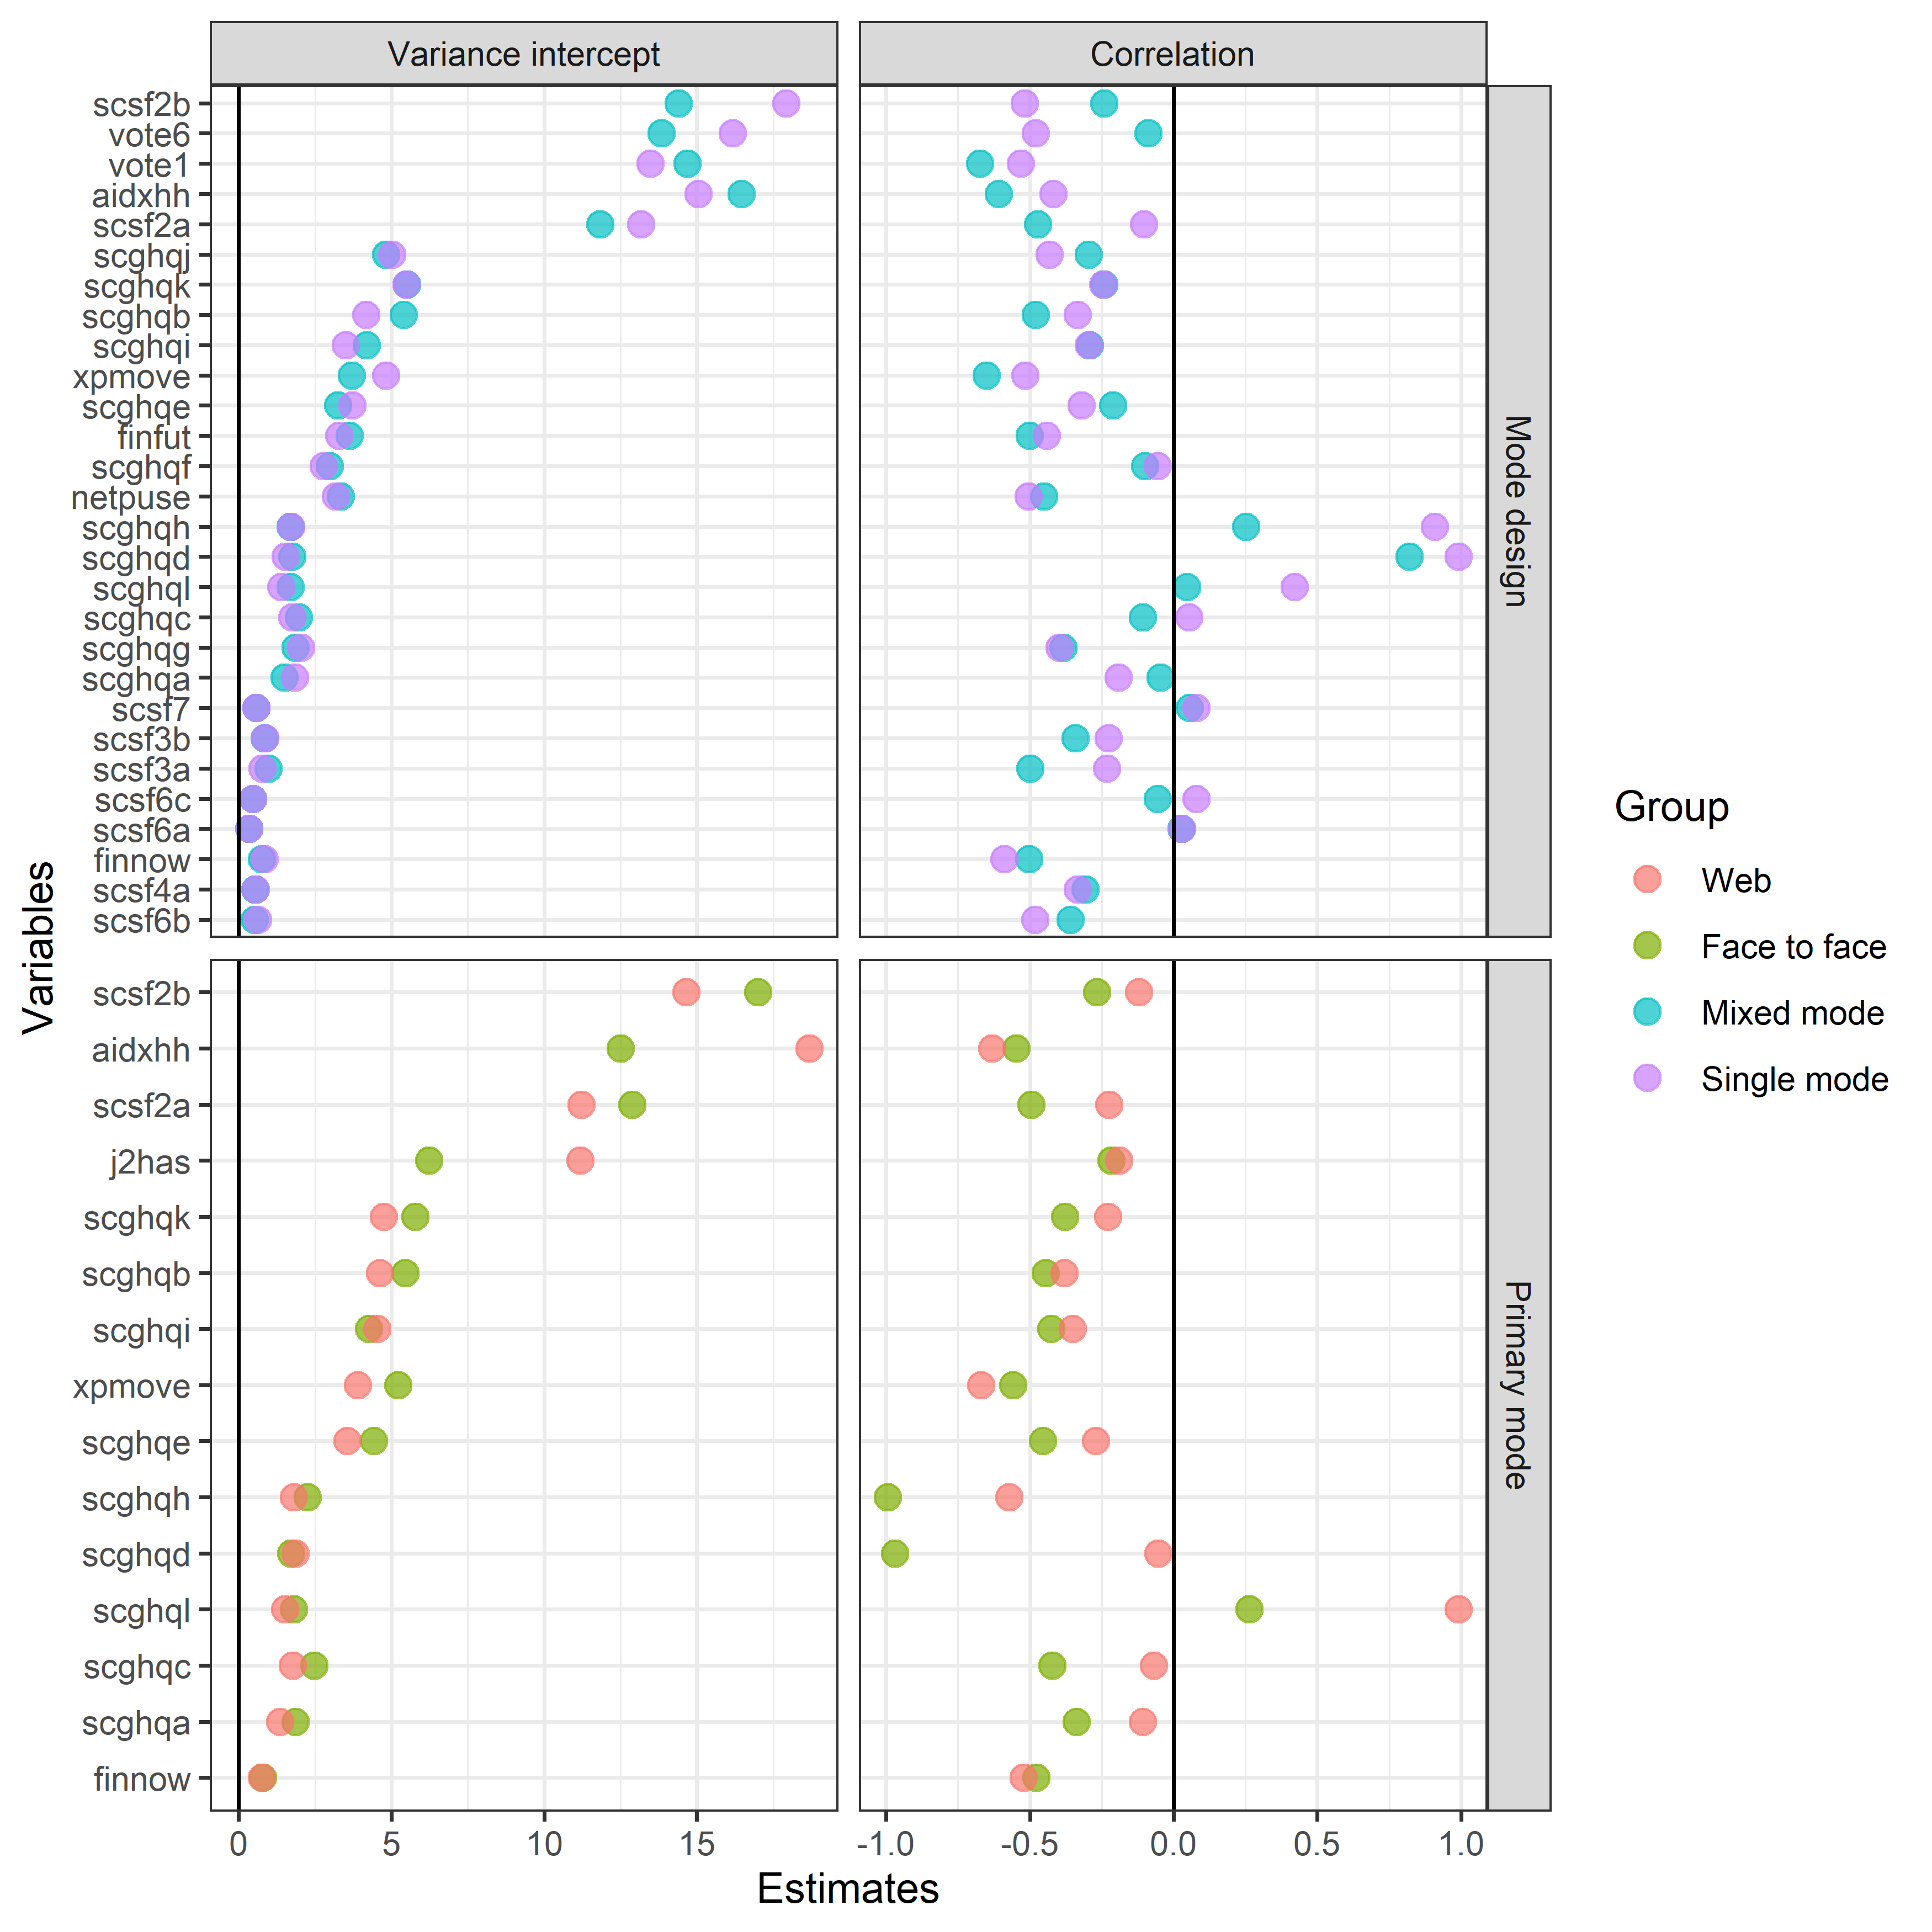 Variance intercept
Correlation
scsf2b
vote6
vote1
aidxhh
scsf2a
scghqj
scghqk
scghqb
scghqi
xpmove
scghqe
finfut
scghqf
netpuse
scghqh
scghqd
scghql
scghqc
scghqg
scghqa
scsf7
scsf3b
scsf3a
scsf6c
scsf6a
finnow
scsf4a
scsf6b
Mode design
scsf2b
aidxhh
scsf2a
j2has
scghqk
scghqb
scghqi
xpmove
scghqe
scghqh
scghqd
scghql
scghqc
scghqa
finnow
Primary mode
Variables
0 5 10 15
-1.0 -0.5 0.0 0.5 1.0
Estimates
Group
Web
Face to face
Mixed mode
Single mode